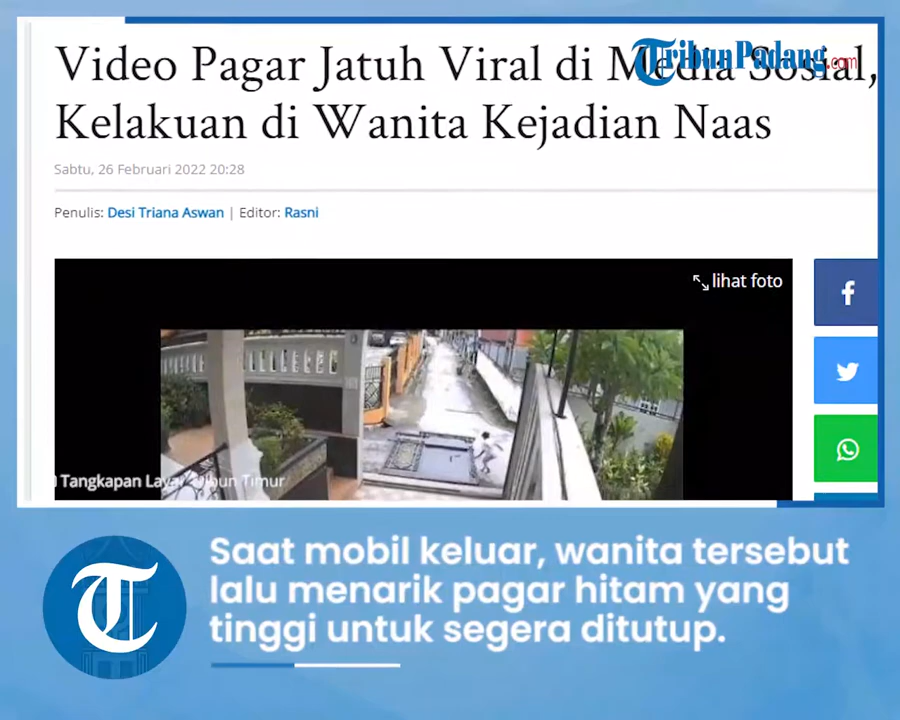 Video Pagar Jatuh Viral di Media Sosial,
TribunPadang.com
Kelakuan di Wanita Kejadian Naas
Sabtu, 26 Februari 2022 20:28
Penulis: Desi Triana Aswan | Editor: Rasni
lihat foto
Tangkapan Layar Tribun Timur
Saat mobil keluar, wanita tersebut
lalu menarik pagar hitam yang
tinggi untuk segera ditutup.